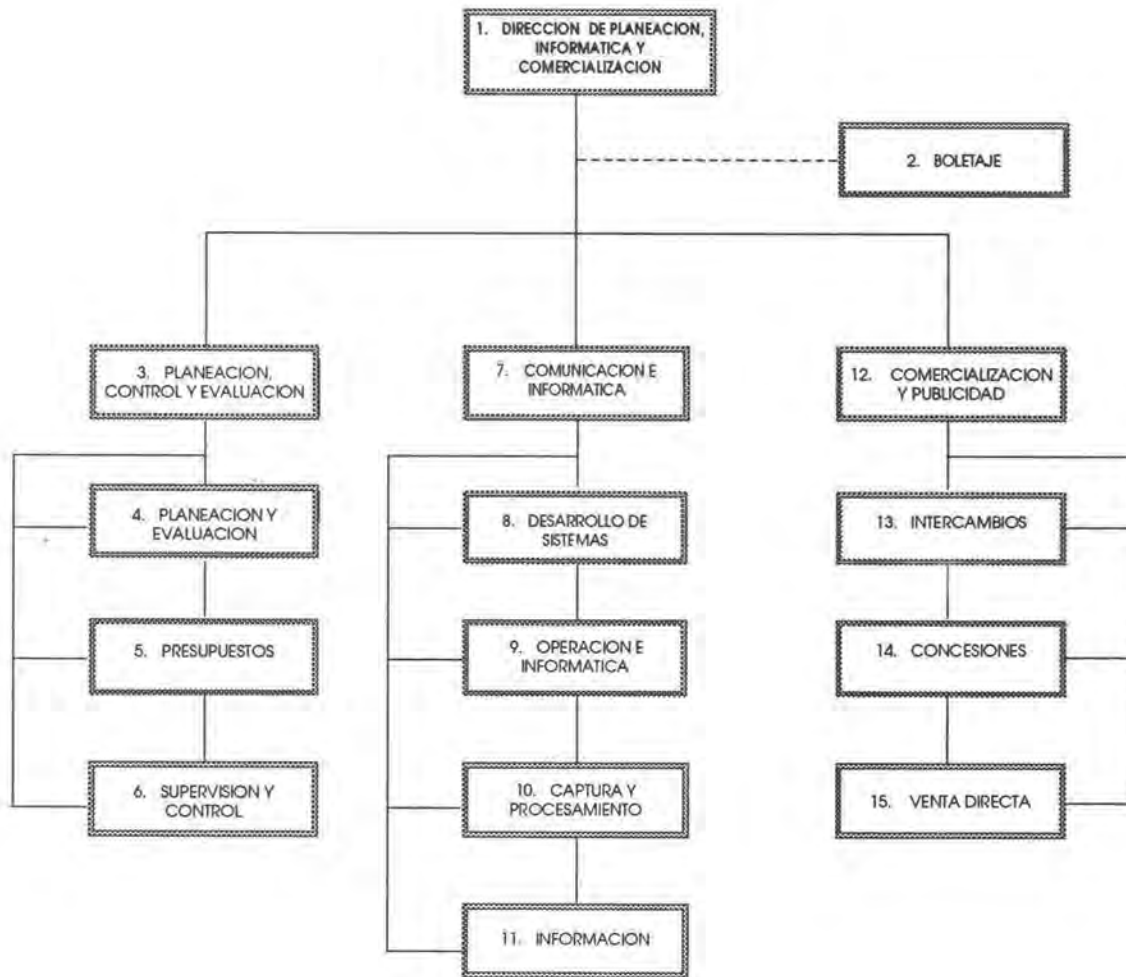 1. DIRECCION DE PLANEACION,
INFORMATICA Y
COMERCIALIZACION
2. BOLETAJE
3. PLANEACION,
CONTROL Y EVALUACION
7. COMUNICACION E
INFORMATICA
12. COMERCIALIZACION
Y PUBLICIDAD
4. PLANEACION Y
EVALUACION
8. DESARROLLO DE
SISTEMAS
13. INTERCAMBIOS
5. PRESUPUESTOS
9. OPERACION E
INFORMATICA
14. CONCESIONES
6. SUPERVISION Y
CONTROL
10. CAPTURA Y
PROCESAMIENTO
15. VENTA DIRECTA
11. INFORMACION